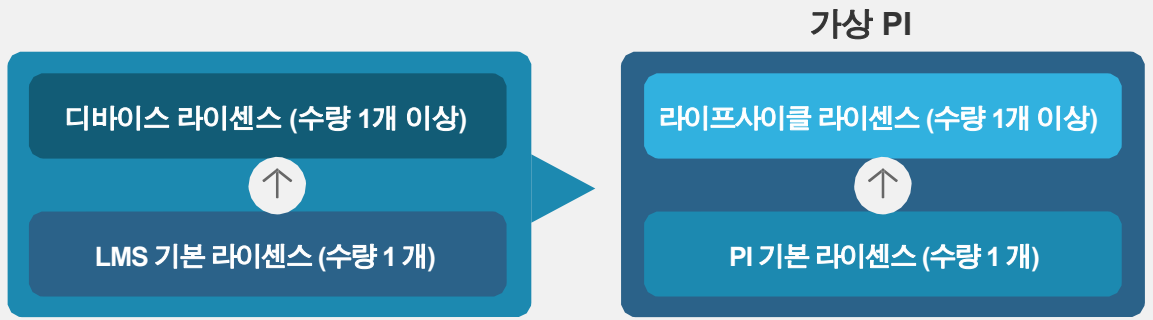 가상 PI
디바이스 라이센스 (수량 1개 이상)
LMS 기본 라이센스 (수량 1 개)
라이프사이클 라이센스 (수량 1개 이상)
PI 기본 라이센스 (수량 1 개)